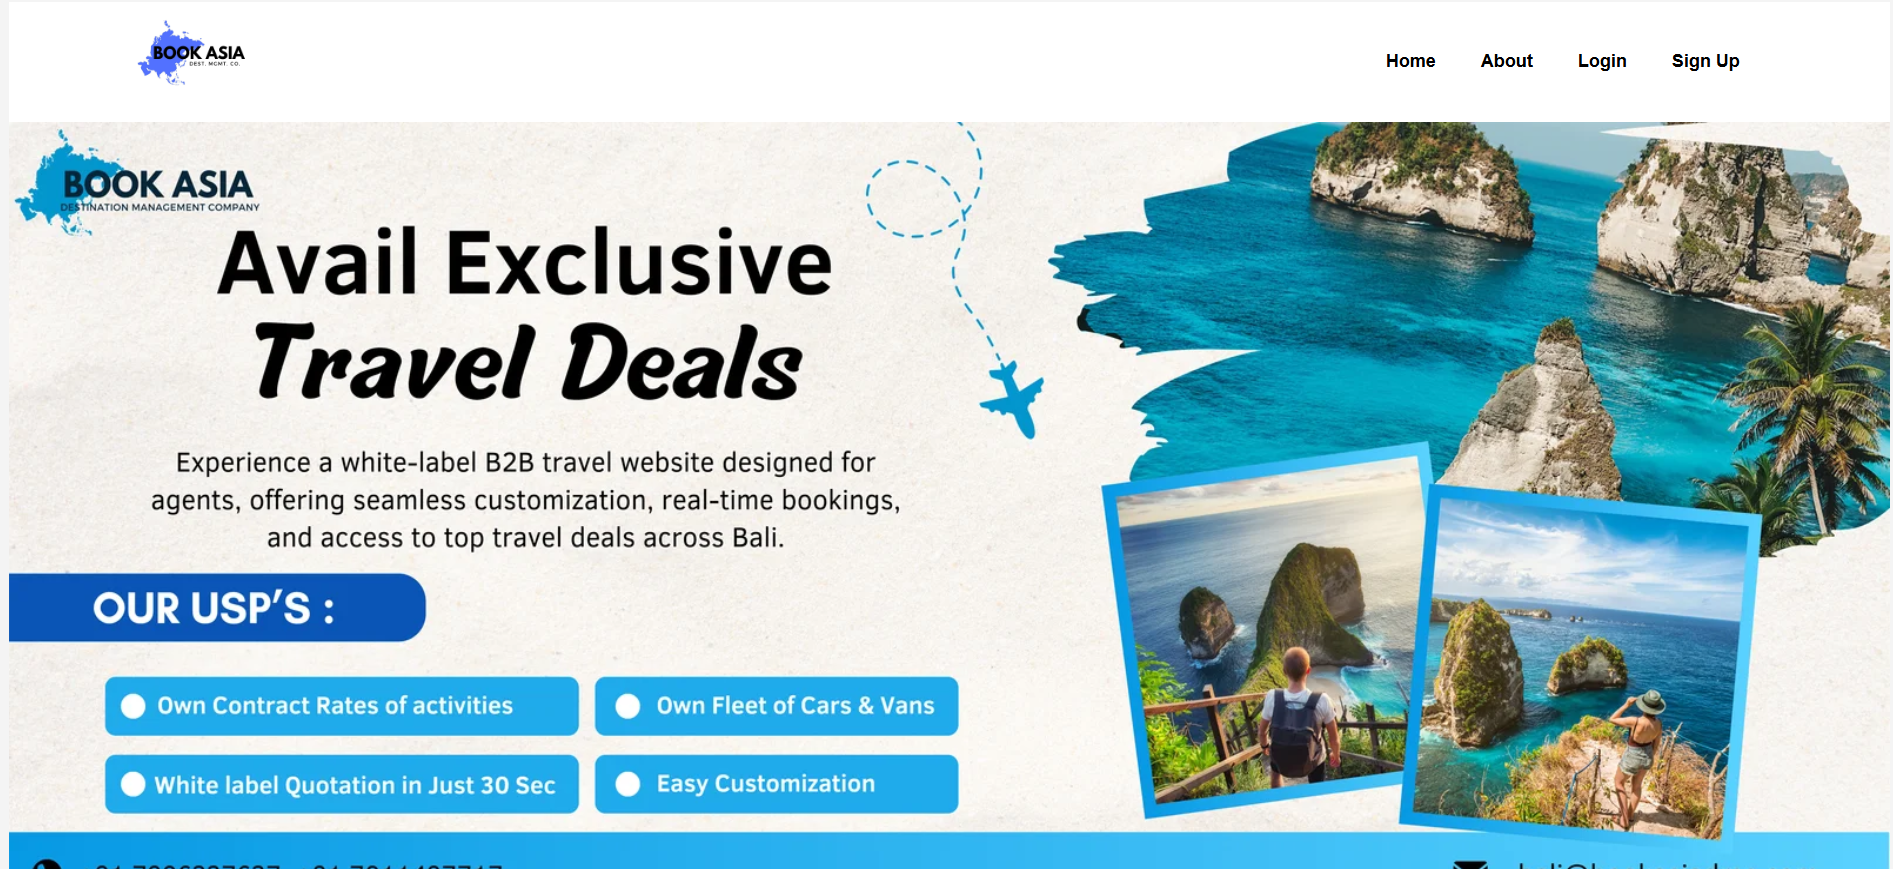 BOOK ASIA
DEST. MGMT. CO.
Home About Login Sign Up
BOOK ASIA
DESTINATION MANAGEMENT COMPANY
Avail Exclusive
Travel Deals
Experience a white-label B2B travel website designed for
agents, offering seamless customization, real-time bookings,
and access to top travel deals across Bali.
OUR USP’S :
Own Contract Rates of activities
Own Fleet of Cars & Vans
White label Quotation in Just 30 Sec
Easy Customization